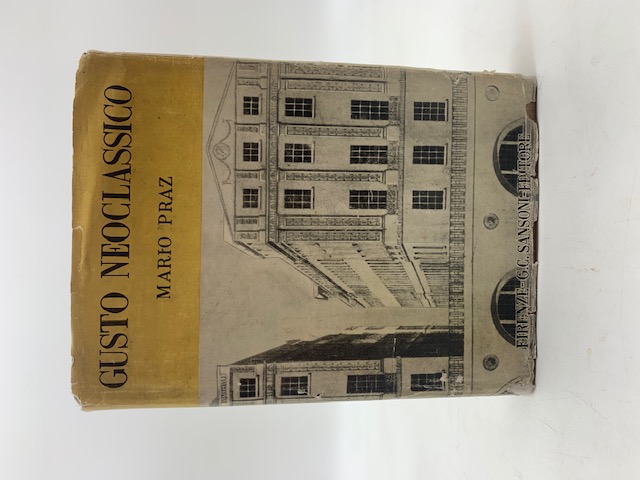 GUSTO NEOCLASSICO
MARIO PRAZ
FIRENZE - G.C. SANSONI - EDITORE